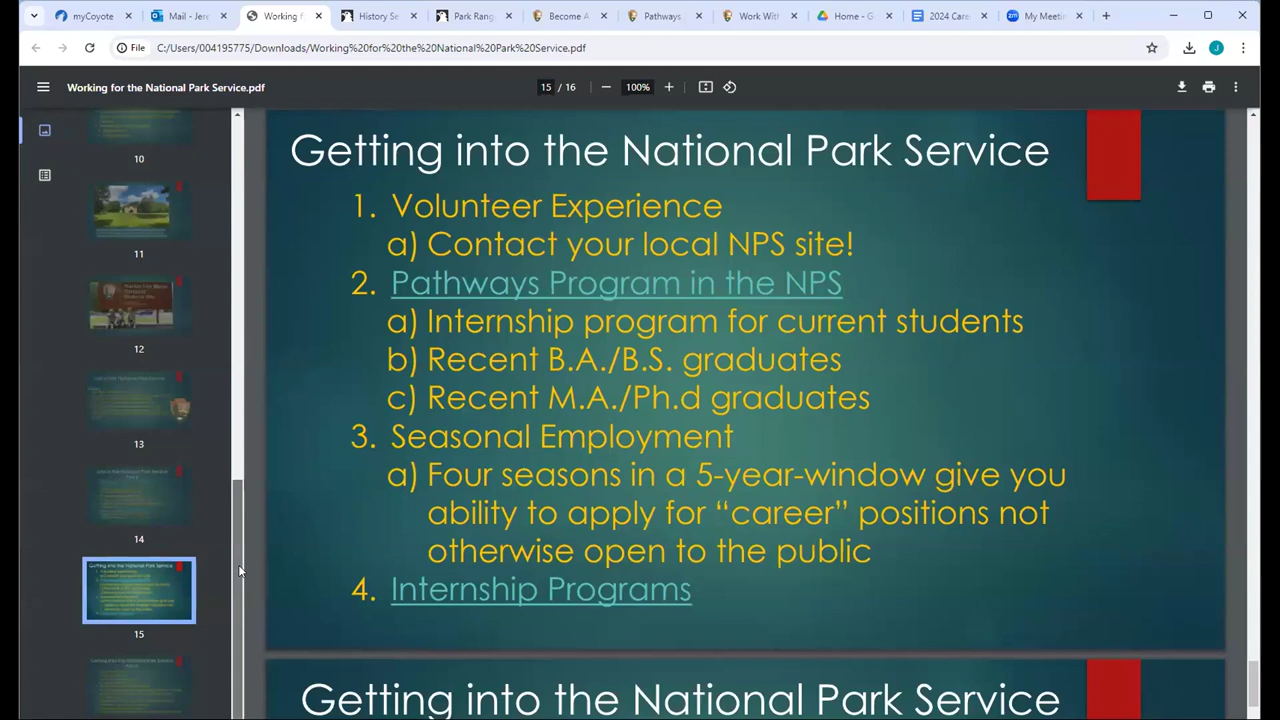 myCoyote
Mail - Jere
Working f
History Se
Park Rang
Become A
Pathways
Work With
Home - G
2024 Care
My Meeti
File
C:/Users/004195775/Downloads/Working%20for%20the%20National%20Park%20Service.pdf
Working for the National Park Service.pdf
15 / 16
100%
10
11
12
13
14
15
Getting into the National Park Service
1. Volunteer Experience
a) Contact your local NPS site!
2. Pathways Program in the NPS
a) Internship program for current students
b) Recent B.A./B.S. graduates
c) Recent M.A./Ph.d graduates
3. Seasonal Employment
a) Four seasons in a 5-year-window give you
ability to apply for “career” positions not
otherwise open to the public
4. Internship Programs
Getting into the National Park Service